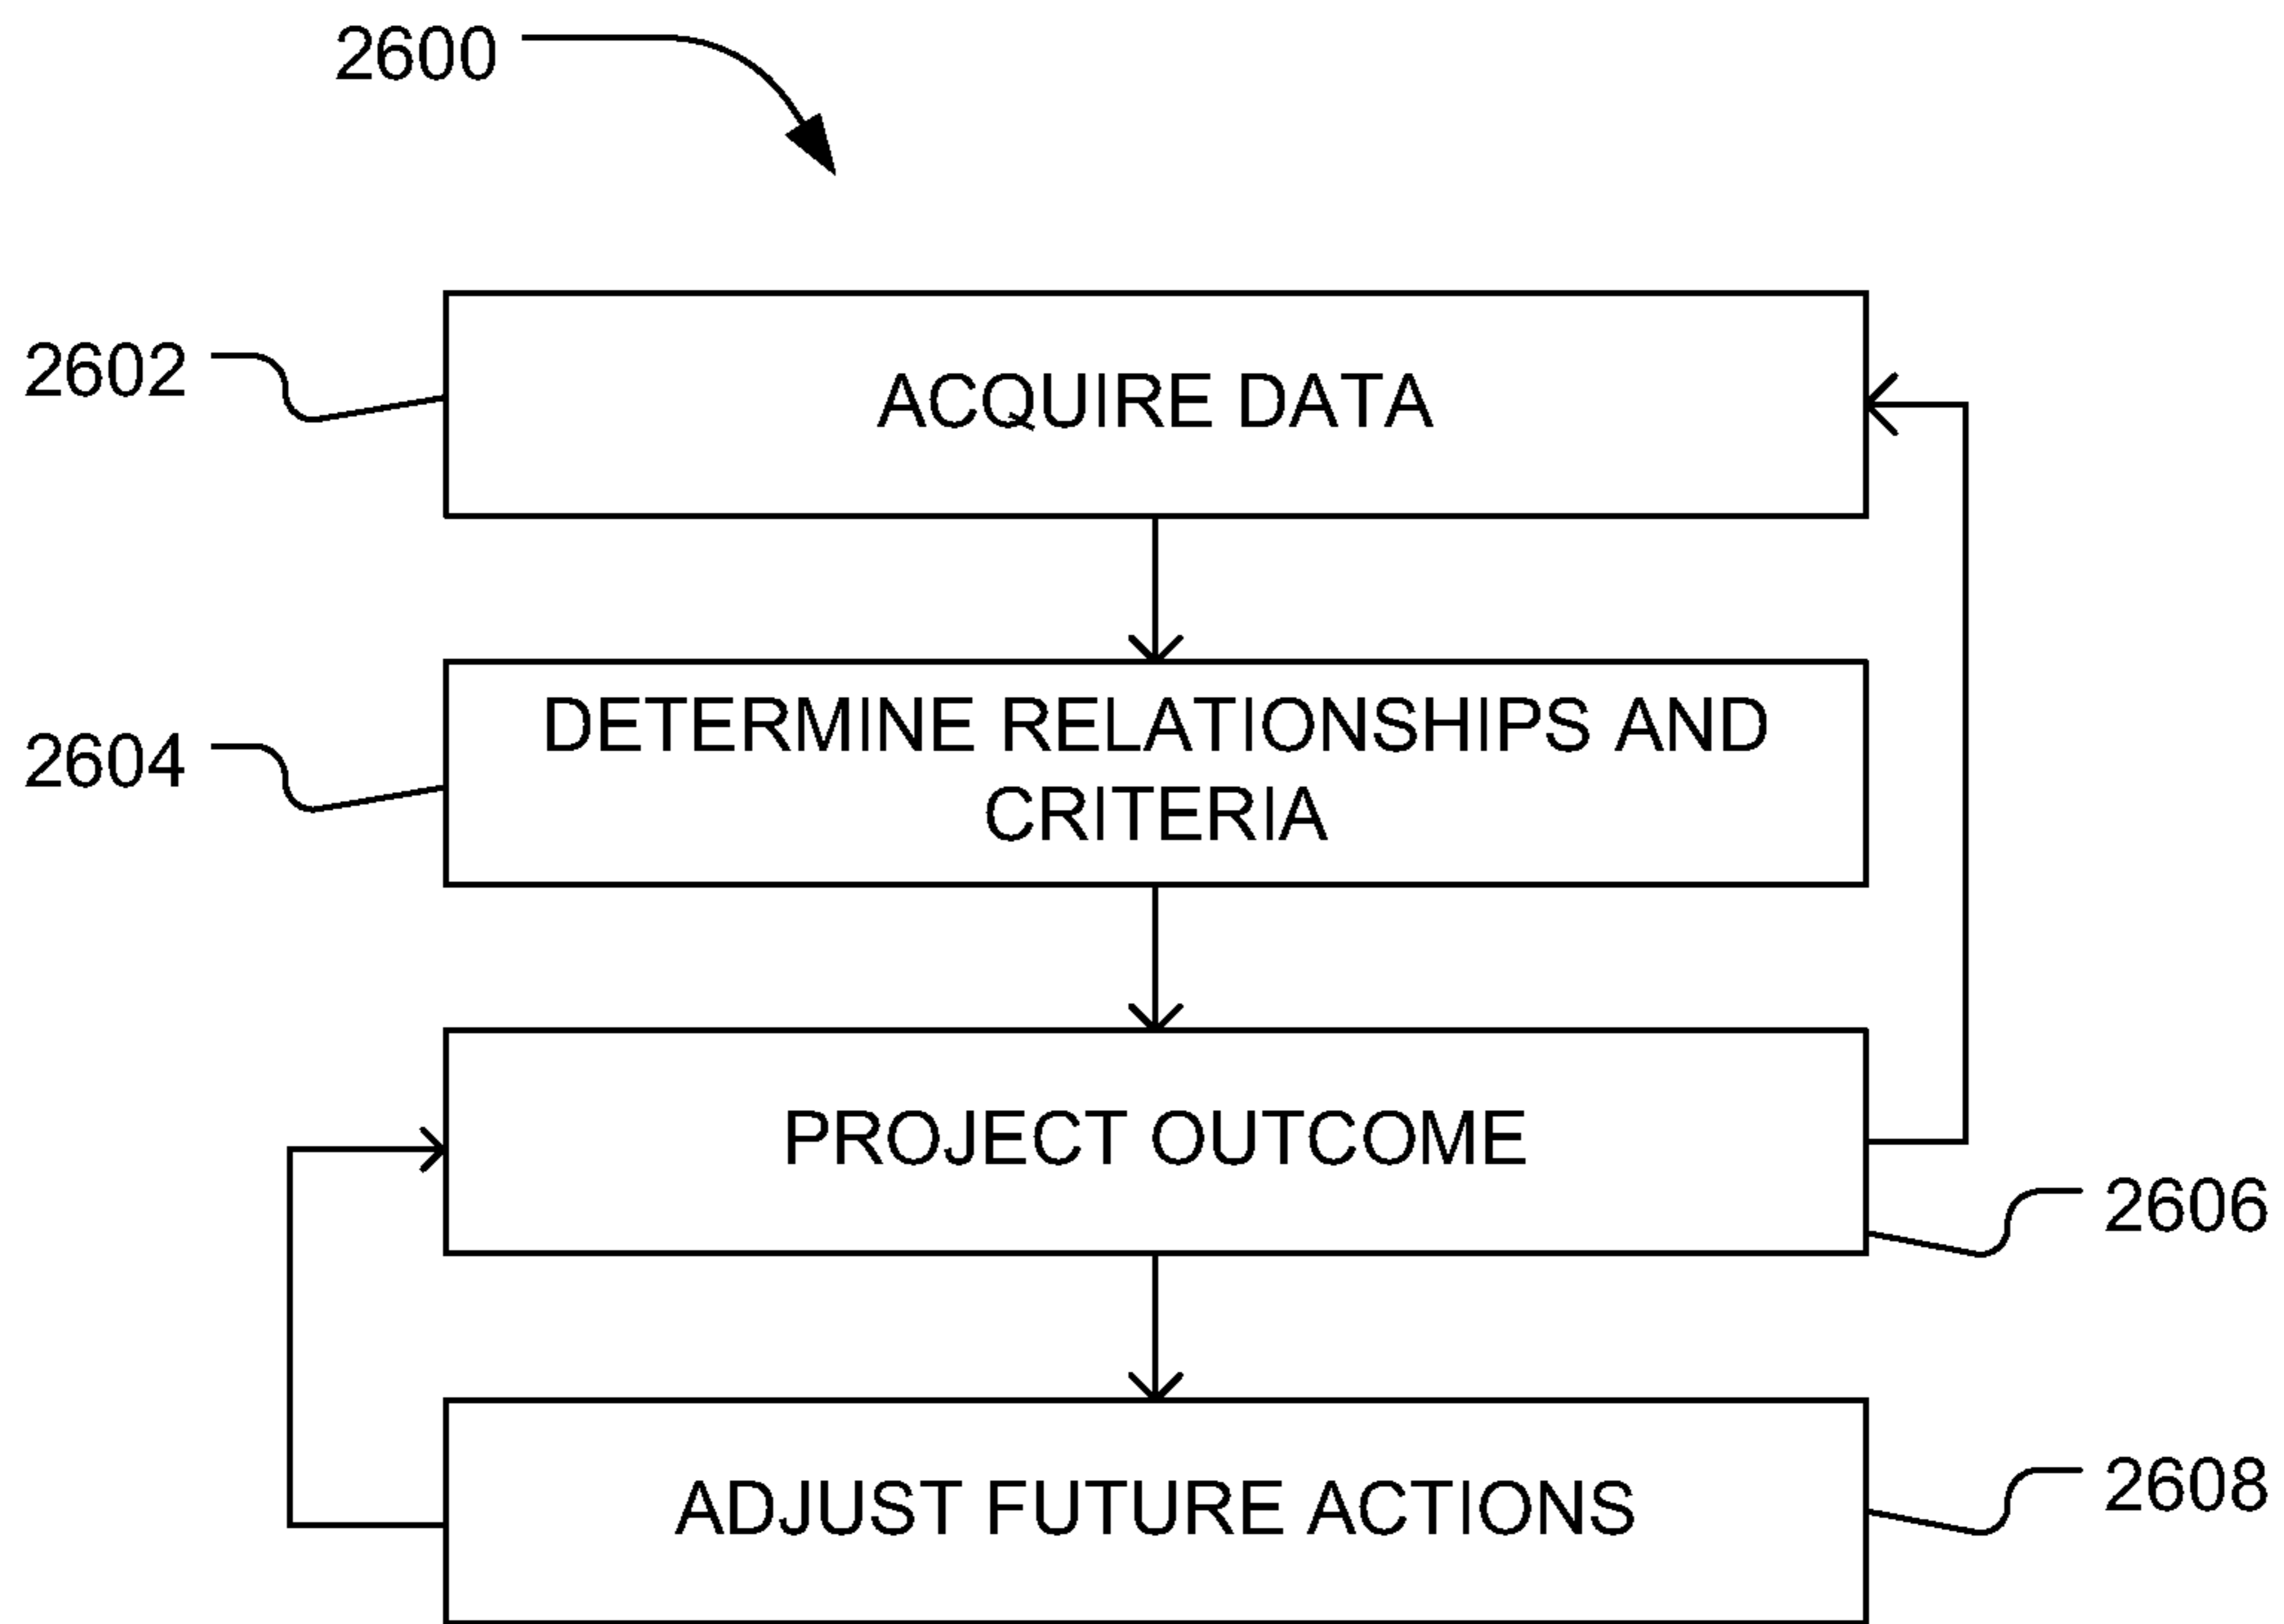 2600
2602
ACQUIRE DATA
2604
DETERMINE RELATIONSHIPS AND
CRITERIA
PROJECT OUTCOME
2606
ADJUST FUTURE ACTIONS
2608